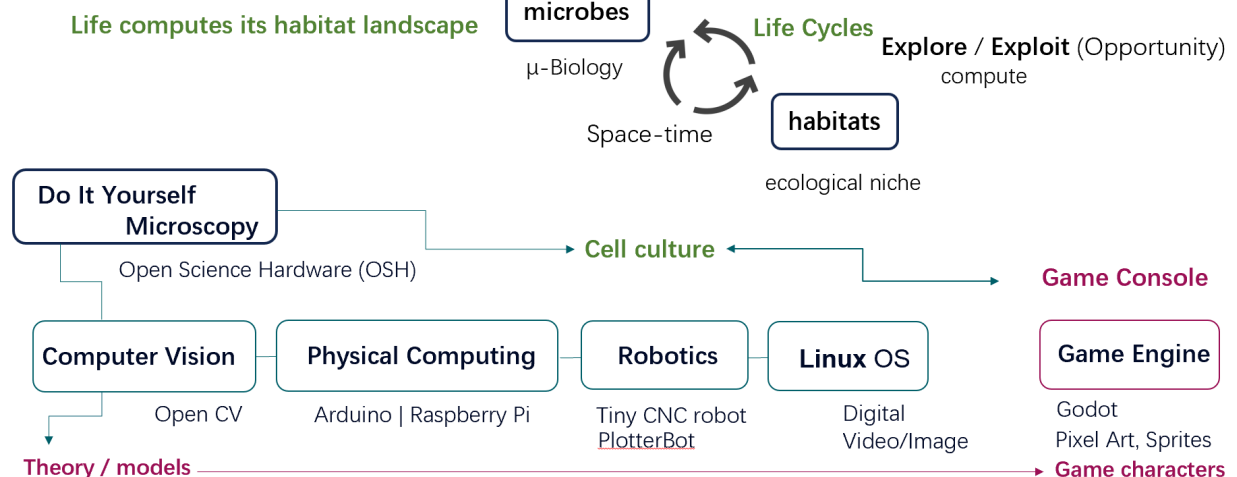 microbes
Life computes its habitat landscape
Life Cycles
Explore / Exploit (Opportunity)
μ-Biology
compute
habitats
Space-time
ecological niche
Do It Yourself
Microscopy
Cell culture
Open Science Hardware (OSH)
Game Console
Computer Vision
Physical Computing
Robotics
Linux OS
Game Engine
Open CV
Arduino | Raspberry Pi
Tiny CNC robot
PlotterBot
Digital
Video/Image
Godot
Pixel Art, Sprites
Theory / models
Game characters